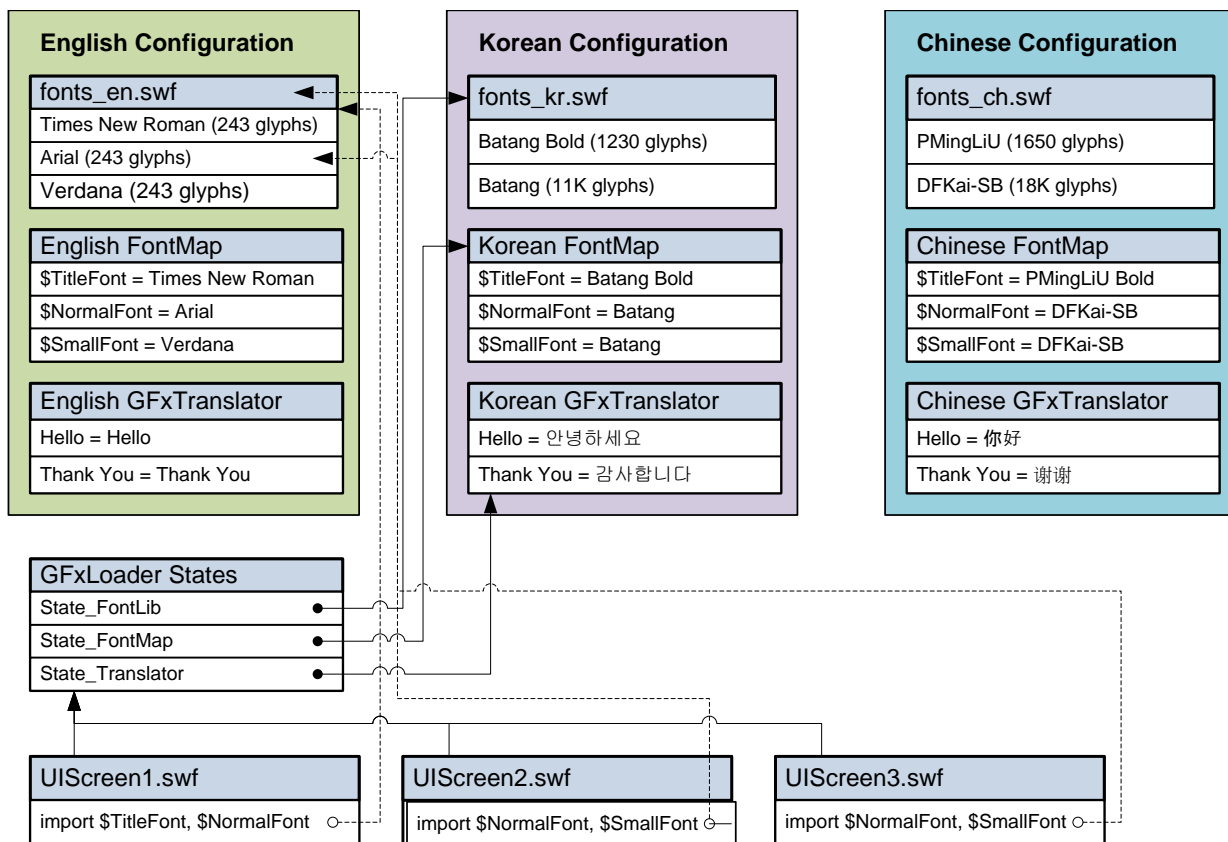 English Configuration
fonts_en.swf
Times New Roman (243 glyphs)
Arial (243 glyphs)
Verdana (243 glyphs)
English FontMap
$TitleFont = Times New Roman
$NormalFont = Arial
$SmallFont = Verdana
English GFxTranslator
Hello = Hello
Thank You = Thank You
Korean Configuration
fonts_kr.swf
Batang Bold (1230 glyphs)
Batang (11K glyphs)
Korean FontMap
$TitleFont = Batang Bold
$NormalFont = Batang
$SmallFont = Batang
Korean GFxTranslator
Hello = 안녕하세요
Thank You = 감사합니다
Chinese Configuration
fonts_ch.swf
PMingLiU (1650 glyphs)
DFKai-SB (18K glyphs)
Chinese FontMap
$TitleFont = PMingLiU Bold
$NormalFont = DFKai-SB
$SmallFont = DFKai-SB
Chinese GFxTranslator
Hello = 你好
Thank You = 谢谢
GFxLoader States
State_FontLib
State_FontMap
State_Translator
UIScreen1.swf
import $TitleFont, $NormalFont
UIScreen2.swf
import $NormalFont, $SmallFont
UIScreen3.swf
import $NormalFont, $SmallFont